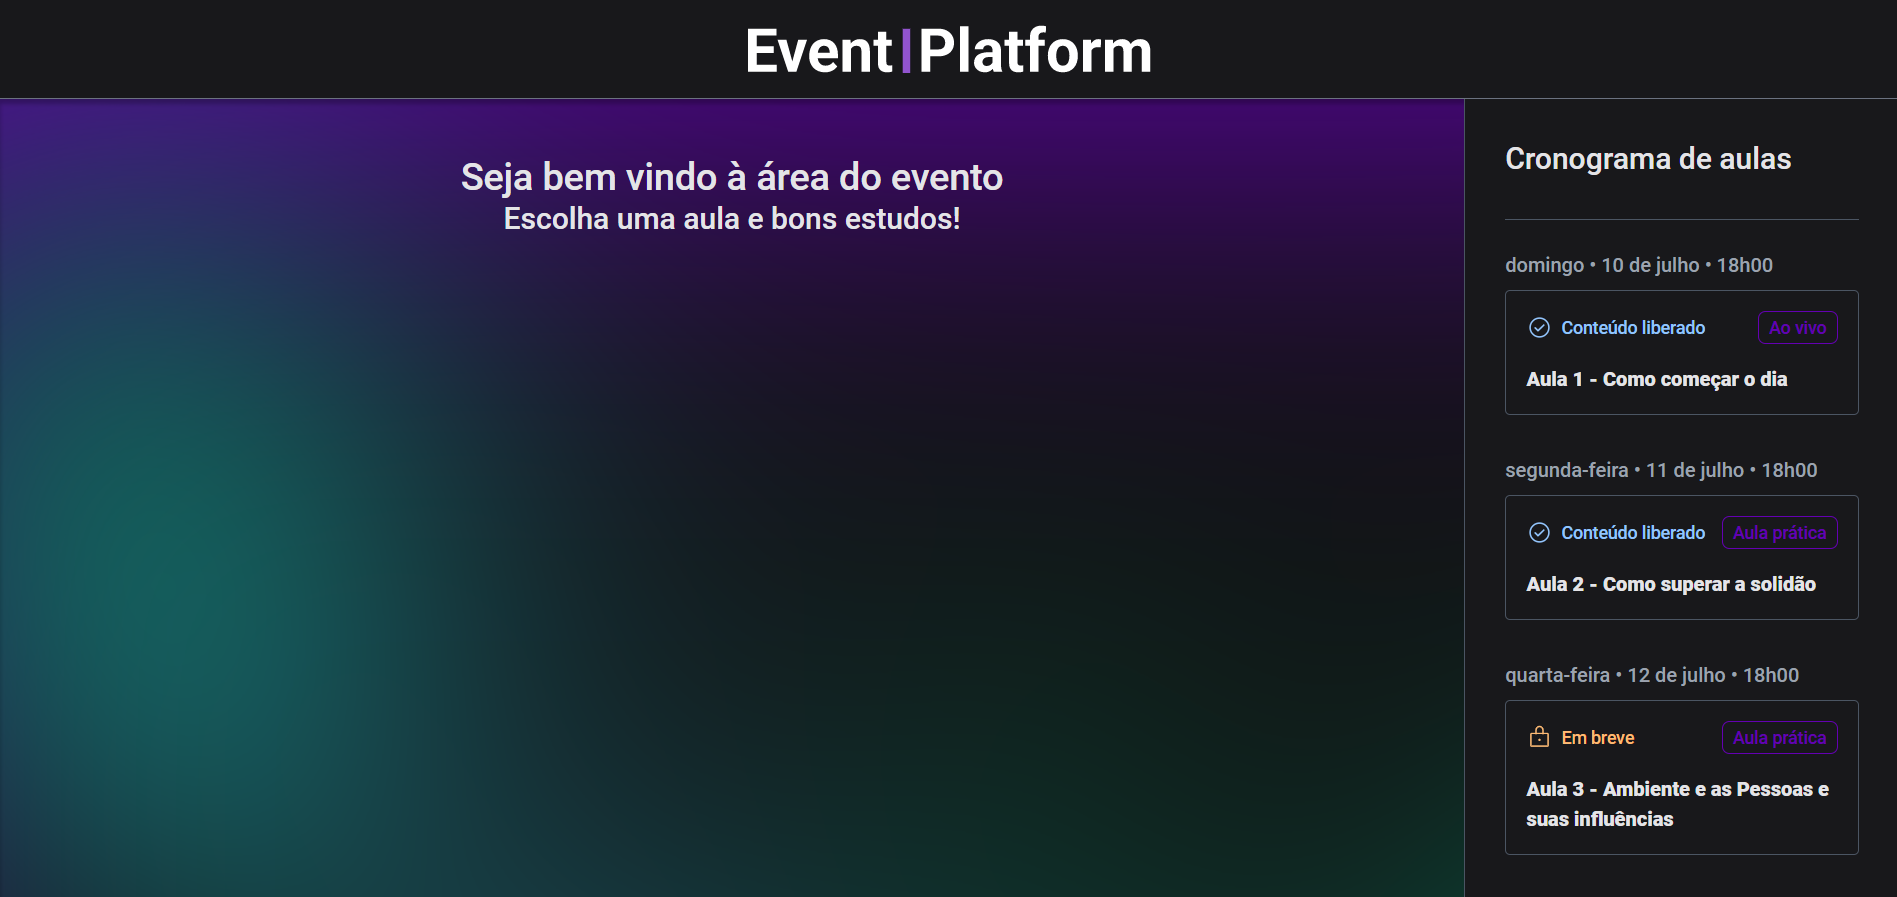 Event|Platform
Seja bem vindo à área do evento
Escolha uma aula e bons estudos!
Cronograma de aulas
domingo • 10 de julho • 18h00
Conteúdo liberado
Ao vivo
Aula 1 - Como começar o dia
segunda-feira • 11 de julho • 18h00
Conteúdo liberado
Aula prática
Aula 2 - Como superar a solidão
quarta-feira • 12 de julho • 18h00
Em breve
Aula prática
Aula 3 - Ambiente e as Pessoas e
suas influências